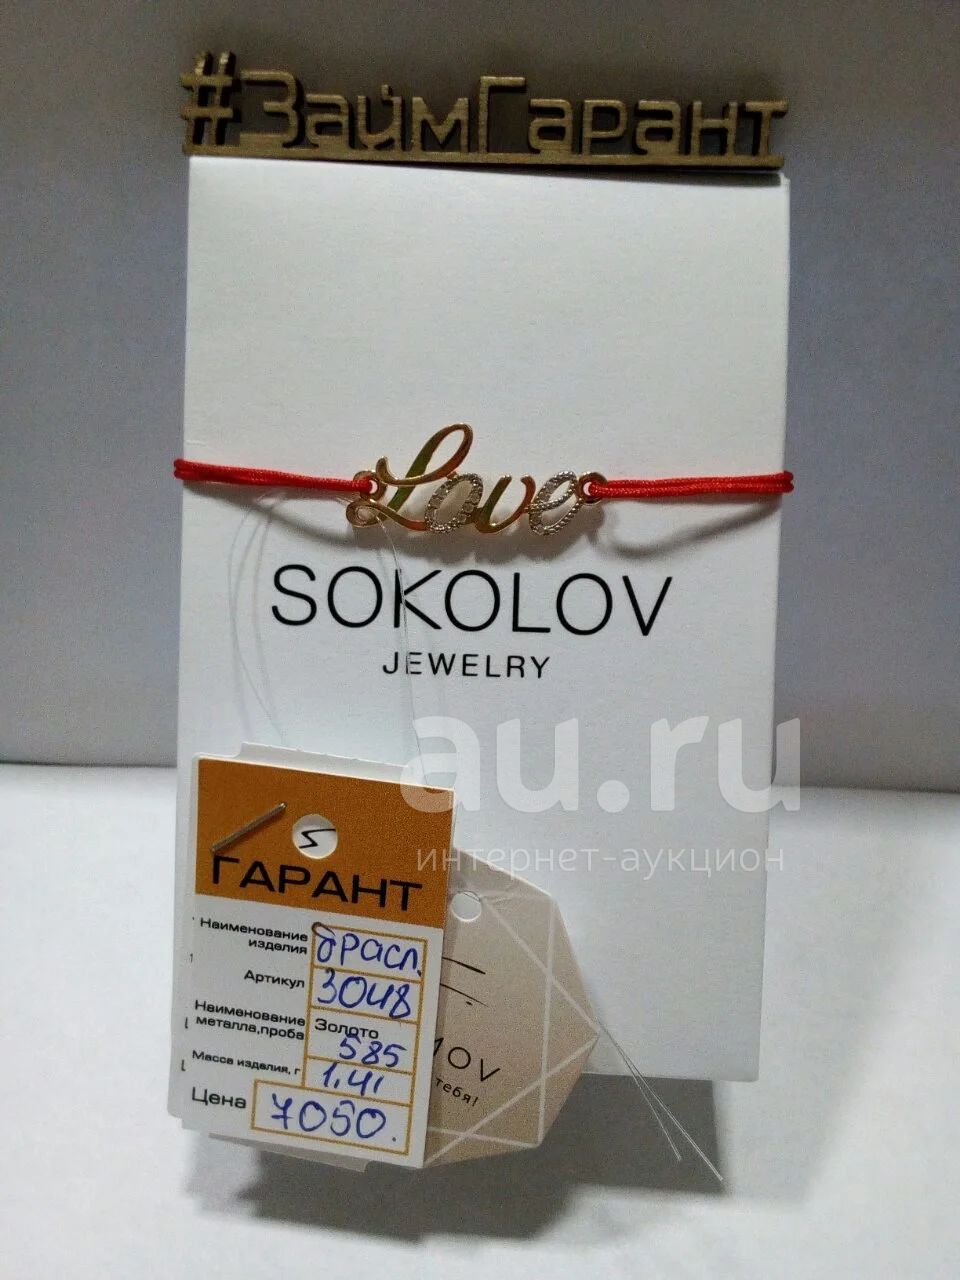 #ЗаймГарант
Love
SOKOLOV
JEWELRY
au.ru
интернет-аукцион
5
ГАРАНТ
Наименование
изделия
брасл.
Артикул
3048
Наименование
металла,проба
Золото
585
Масса изделия, г
1.41
Цена
7050.
тебя!